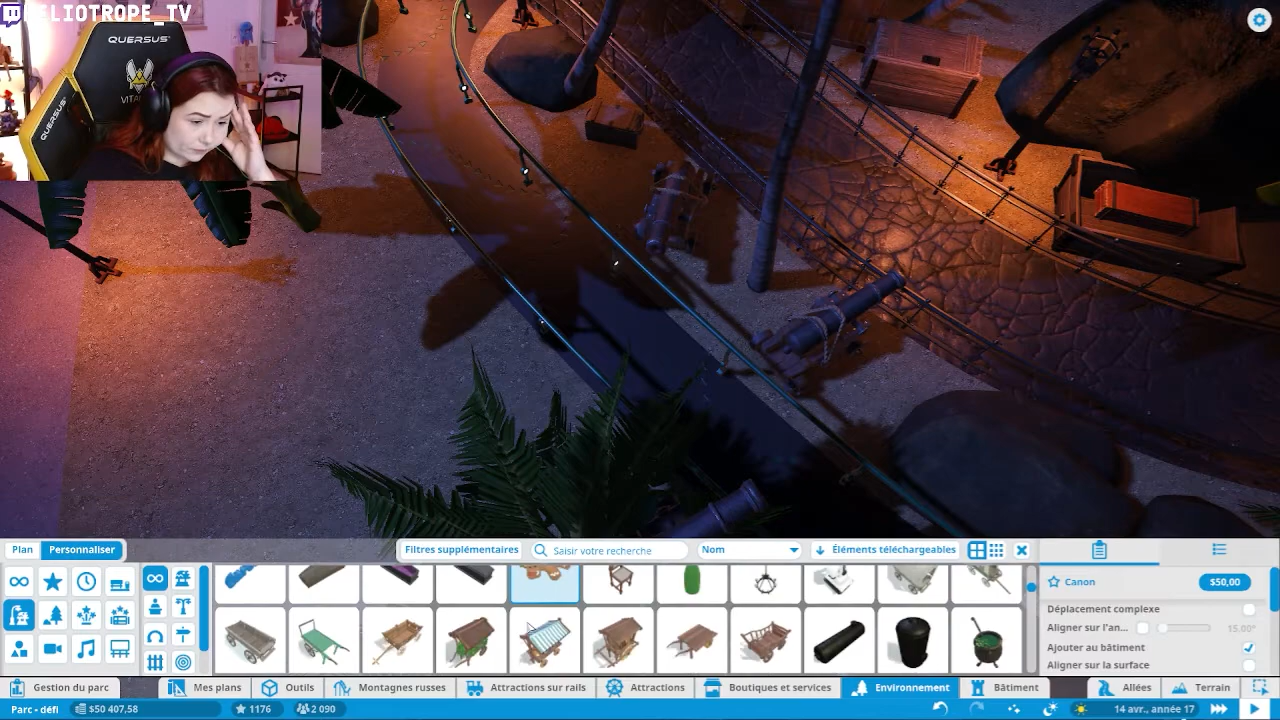 HELIOTROPE_TV
QUERSUS
QUERSUS
Plan
Personnaliser
Filtres supplémentaires
Saisir votre recherche
Nom
Éléments téléchargeables
Canon
$50,00
Déplacement complexe
Aligner sur l'an...
15.00°
Ajouter au bâtiment
Aligner sur la surface
Gestion du parc
Mes plans
Outils
Montagnes russes
Attractions sur rails
Attractions
Boutiques et services
Environnement
Bâtiment
Allées
Terrain
Parc - défi
$50 407,58
1176
2 090
14 avr., année 17